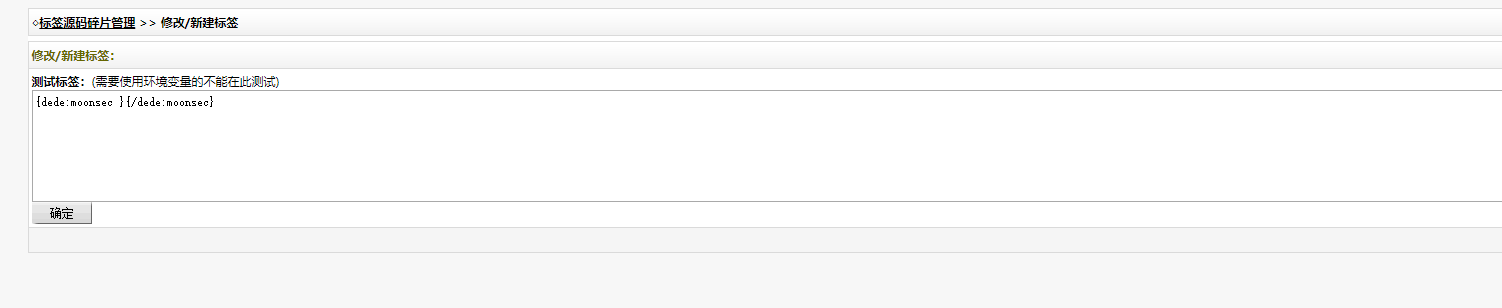 ◇标签源码碎片管理 >> 修改/新建标签
修改/新建标签：
测试标签：(需要使用环境变量的不能在此测试)
{dede:moonsec }{/dede:moonsec}
确定